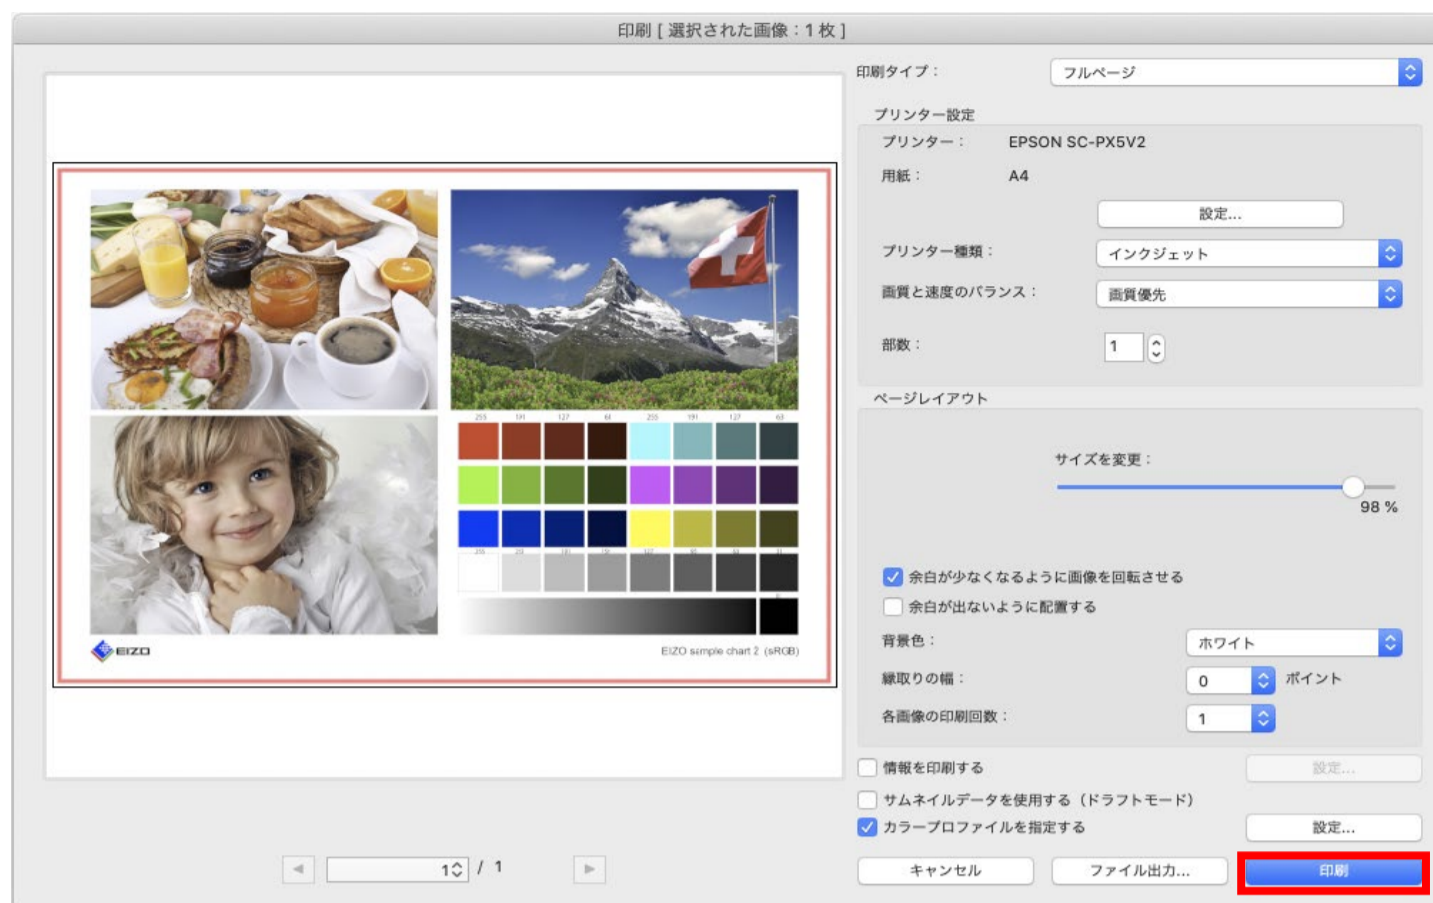 印刷 [ 選択された画像：1 枚 ]
印刷タイプ： フルページ
プリンター設定
プリンター： EPSON SC-PX5V2
用紙： A4
設定...
プリンター種類： インクジェット
画質と速度のバランス： 画質優先
部数： 1
ページレイアウト
サイズを変更：
98 %
余白が少なくなるように画像を回転させる
余白が出ないように配置する
背景色： ホワイト
縁取りの幅： 0 ポイント
各画像の印刷回数： 1
情報を印刷する 設定...
サムネイルデータを使用する（ドラフトモード）
カラープロファイルを指定する 設定...
キャンセル ファイル出力... 印刷
255 191 127 61 255 191 127 63
EIZO EIZO sample chart 2 (sRGB)
1 / 1